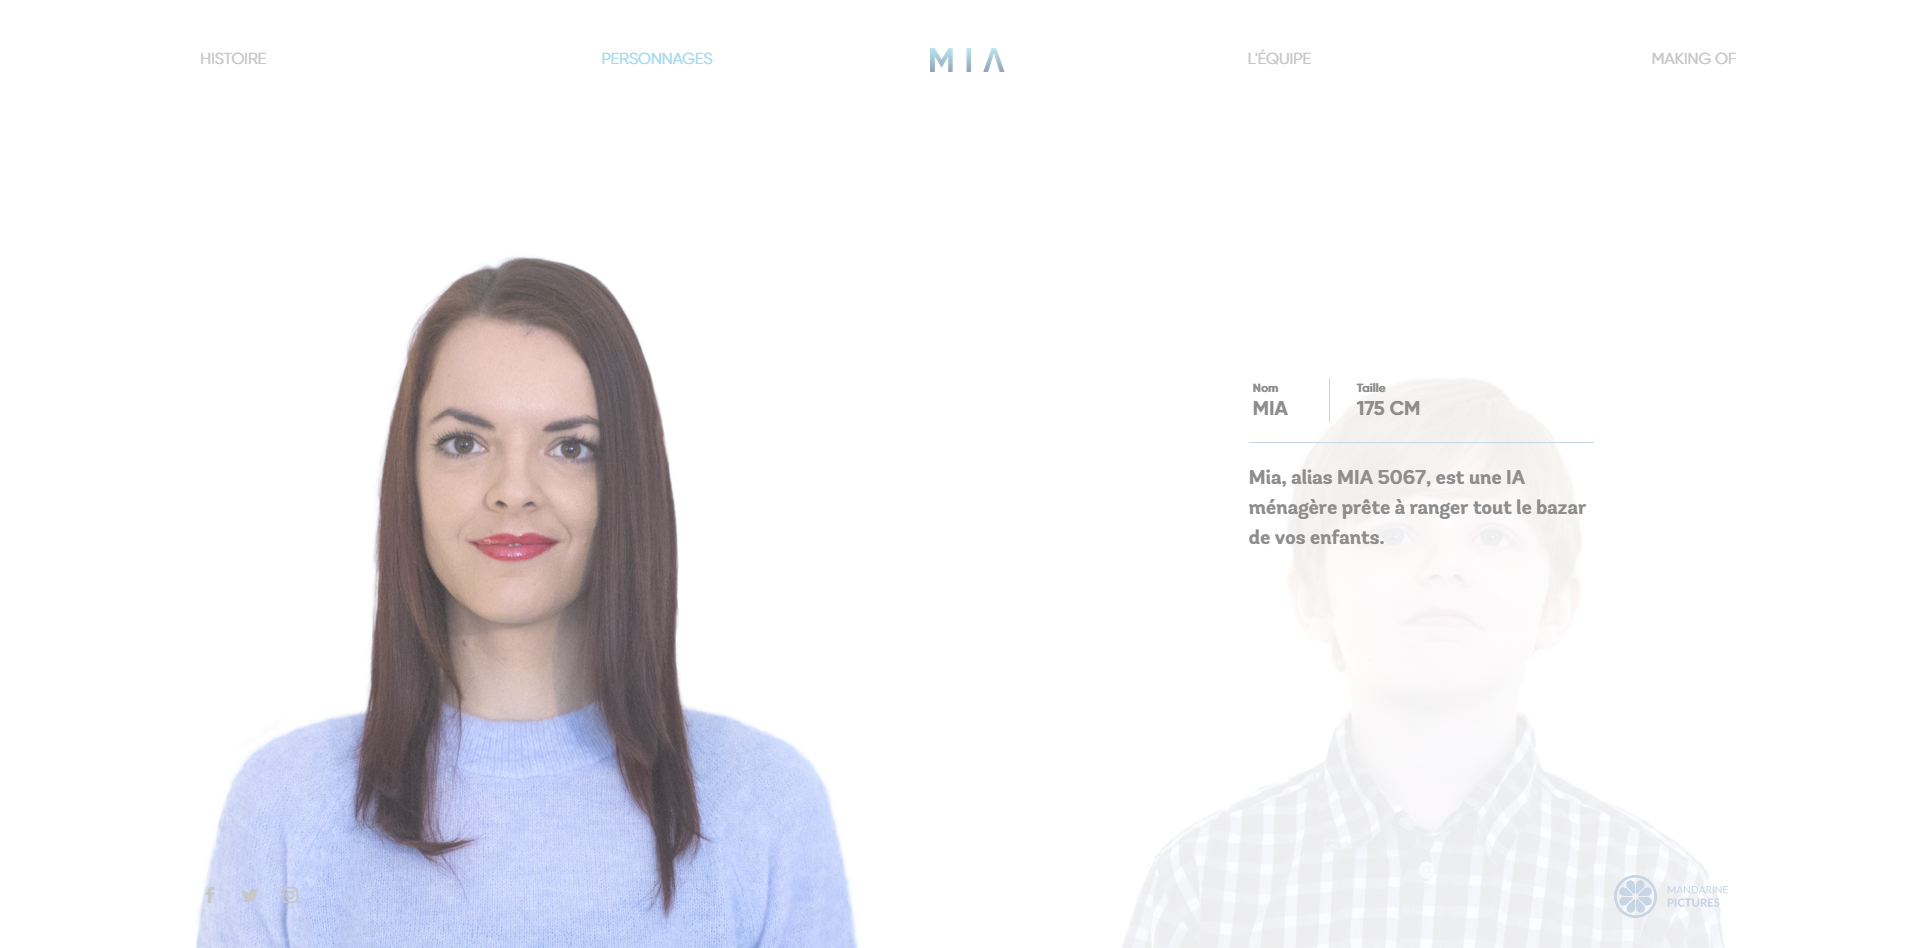 HISTOIRE
PERSONNAGES
MIA
L'ÉQUIPE
MAKING OF
Nom
MIA
Taille
175 CM
Mia, alias MIA 5067, est une IA
ménagère prête à ranger tout le bazar
de vos enfants.
MANDARINE
PICTURES